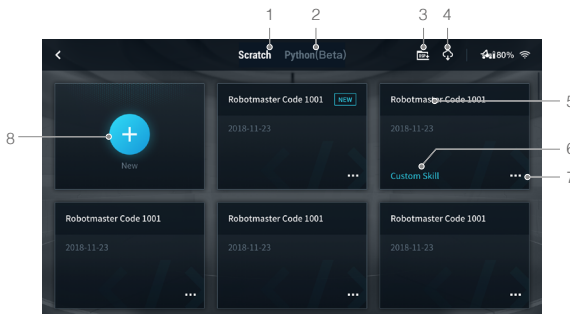 1 2 3 4
Scratch Python(Beta) 80%
Robotmaster Code 1001 NEW
2018-11-23
Robotmaster Code 1001
2018-11-23
Custom Skill
New
5
6
7
8
Robotmaster Code 1001
2018-11-23
Robotmaster Code 1001
2018-11-23
Robotmaster Code 1001
2018-11-23